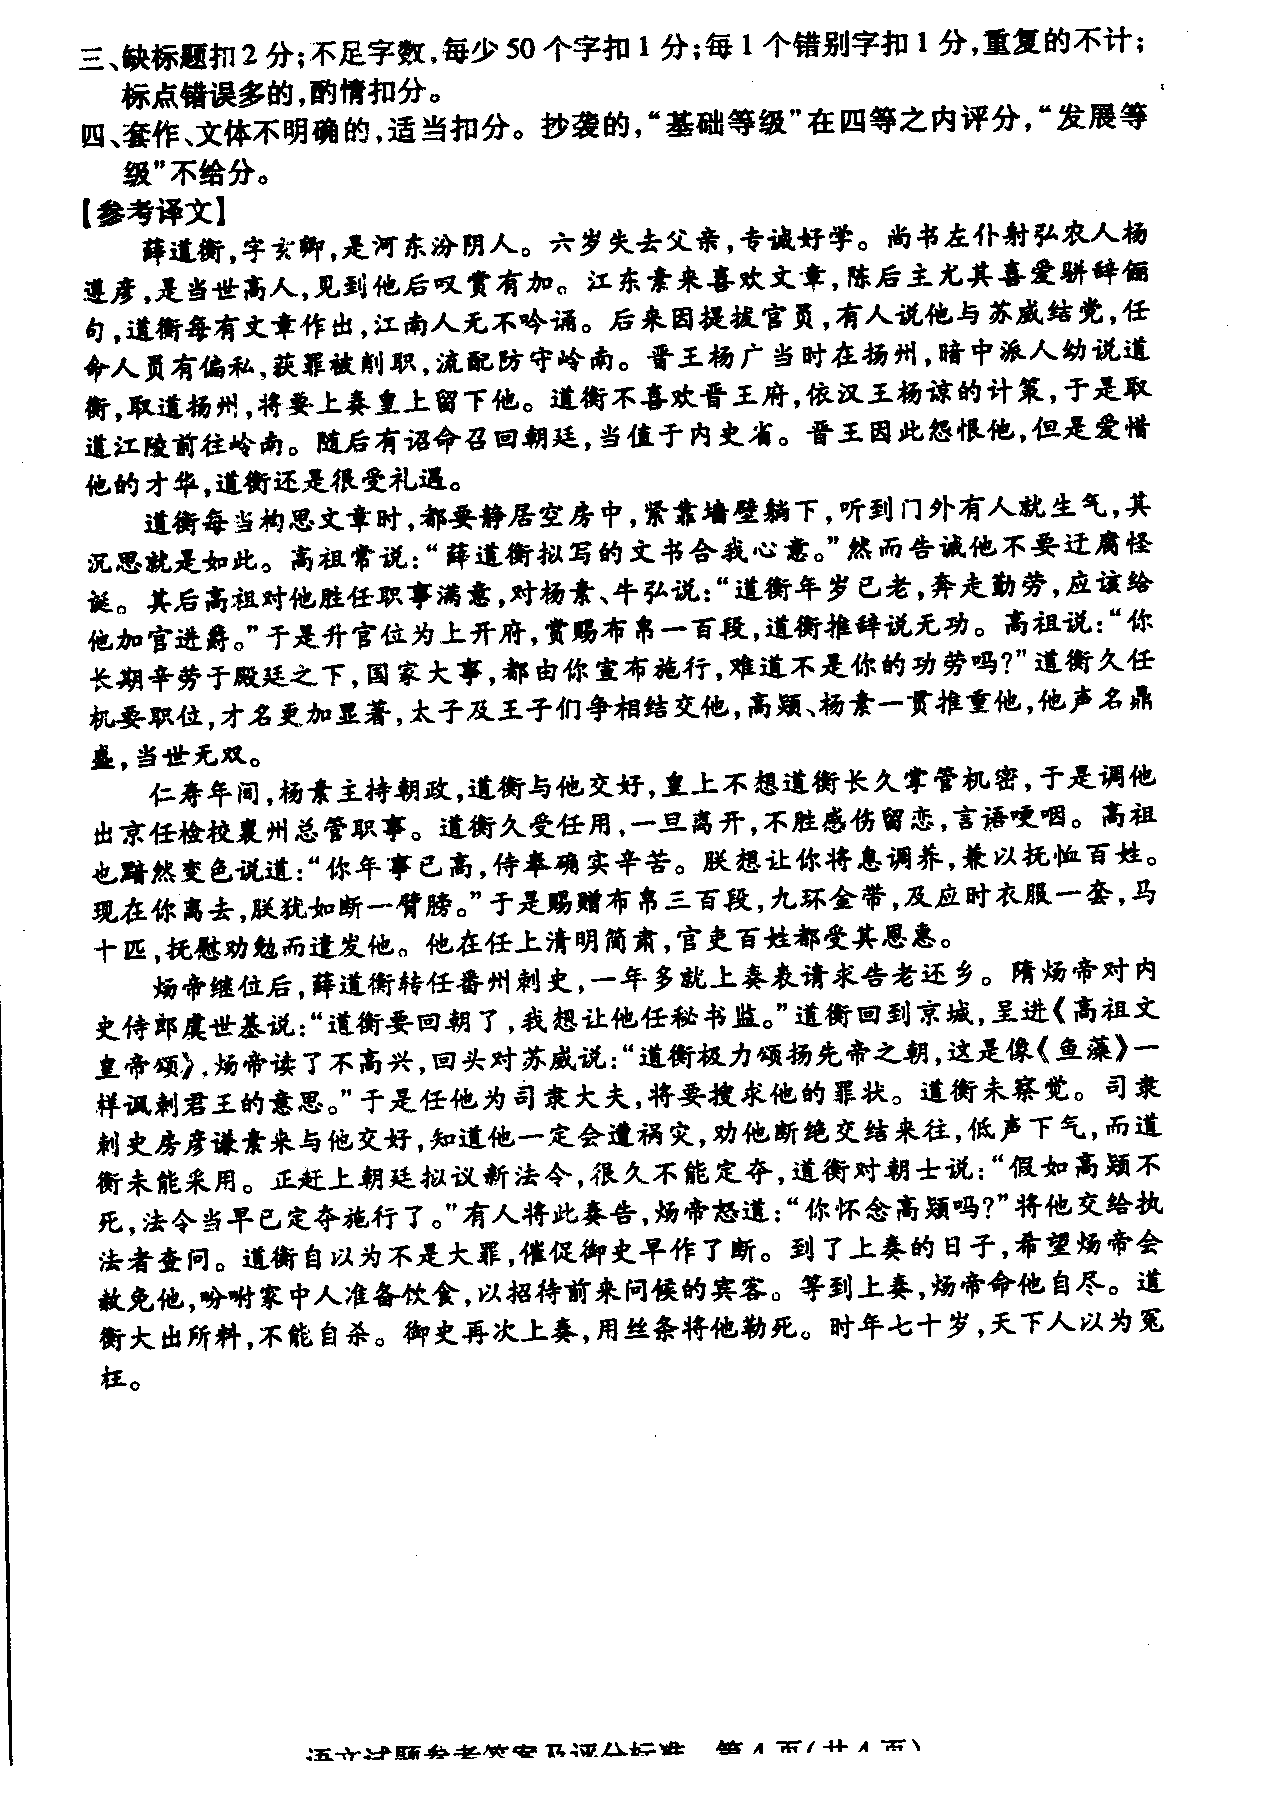 三、缺标题扣2分;不足字数,每少50个字扣1分;每1个错别字扣1分,重复的不计;
标点错误多的,酌情扣分。
四、套作、文体不明确的,适当扣分。抄袭的,“基础等级”在四等之内评分,“发展等
级”不给分。
【参考译文】
薛道衡,字玄卿,是河东汾阴人。六岁失去父亲,专诚好学。尚书左仆射弘农人杨
遵彦,是当世高人,见到他后叹赏有加。江东素来喜欢文章,陈后主尤其喜爱骈辞俪
句,道衡每有文章作出,江南人无不吟诵。后来因提拔官员,有人说他与苏威结党,任
命人员有偏私,获罪被削职,流配防守岭南。晋王杨广当时在扬州,暗中派人劝说道
衡,取道扬州,将要上奏皇上留下他。道衡不喜欢晋王府,依汉王杨谅的计策,于是取
道江陵前往岭南。随后有诏命召回朝廷,当值于内史省。晋王因此怨恨他,但是爱惜
他的才华,道衡还是很受礼遇。
道衡每当构思文章时,都要静居空房中,紧靠墙壁躺下,听到门外有人就生气,其
沉思就是如此。高祖常说:“薛道衡拟写的文书合我心意。”然而告诫他不要迂腐怪
诞。其后高祖对他胜任职事满意,对杨素、牛弘说:“道衡年岁已老,奔走勤劳,应该给
他加官进爵。”于是升官位为上开府,赏赐布帛一百段,道衡推辞说无功。高祖说:“你
长期辛劳于殿廷之下,国家大事,都由你宣布施行,难道不是你的功劳吗?”道衡久任
机要职位,才名更加显著,太子及王子们争相结交他,高颎、杨素一贯推重他,他声名鼎
盛,当世无双。
仁寿年间,杨素主持朝政,道衡与他交好,皇上不想道衡长久掌管机密,于是调他
出京任检校襄州总管职事。道衡久受任用,一旦离开,不胜感伤留恋,言语哽咽。高祖
也黯然变色说道:“你年事已高,侍奉确实辛苦。朕想让你将息调养,兼以抚恤百姓。
现在你离去,朕犹如断一臂膀。”于是赐赠布帛三百段,九环金带,及应时衣服一套,马
十匹,抚慰劝勉而遣发他。他在任上清明简肃,官吏百姓都受其恩惠。
炀帝继位后,薛道衡转任番州刺史,一年多就上奏表请求告老还乡。隋炀帝对内
史侍郎虞世基说:“道衡要回朝了,我想让他任秘书监。”道衡回到京城,呈进《高祖文
皇帝颂》,炀帝读了不高兴,回头对苏威说:“道衡极力颂扬先帝之朝,这是像《鱼藻》一
样讽刺君王的意思。”于是任他为司隶大夫,将要搜求他的罪状。道衡未察觉。司隶
刺史房彦谦素来与他交好,知道他一定会遭祸灾,劝他断绝交结来往,低声下气,而道
衡未能采用。正赶上朝廷拟议新法令,很久不能定夺,道衡对朝士说:“假如高颎不
死,法令当早已定夺施行了。”有人将此奏告,炀帝怒道:“你怀念高颎吗?”将他交给执
法者查问。道衡自以为不是大罪,催促御史早作了断。到了上奏的日子,希望炀帝会
赦免他,吩咐家中人准备饮食,以招待前来问候的宾客。等到上奏,炀帝命他自尽。道
衡大出所料,不能自杀。御史再次上奏,用丝条将他勒死。时年七十岁,天下人以为冤
枉。
语文试题参考答案及评分标准 第4页(共4页)